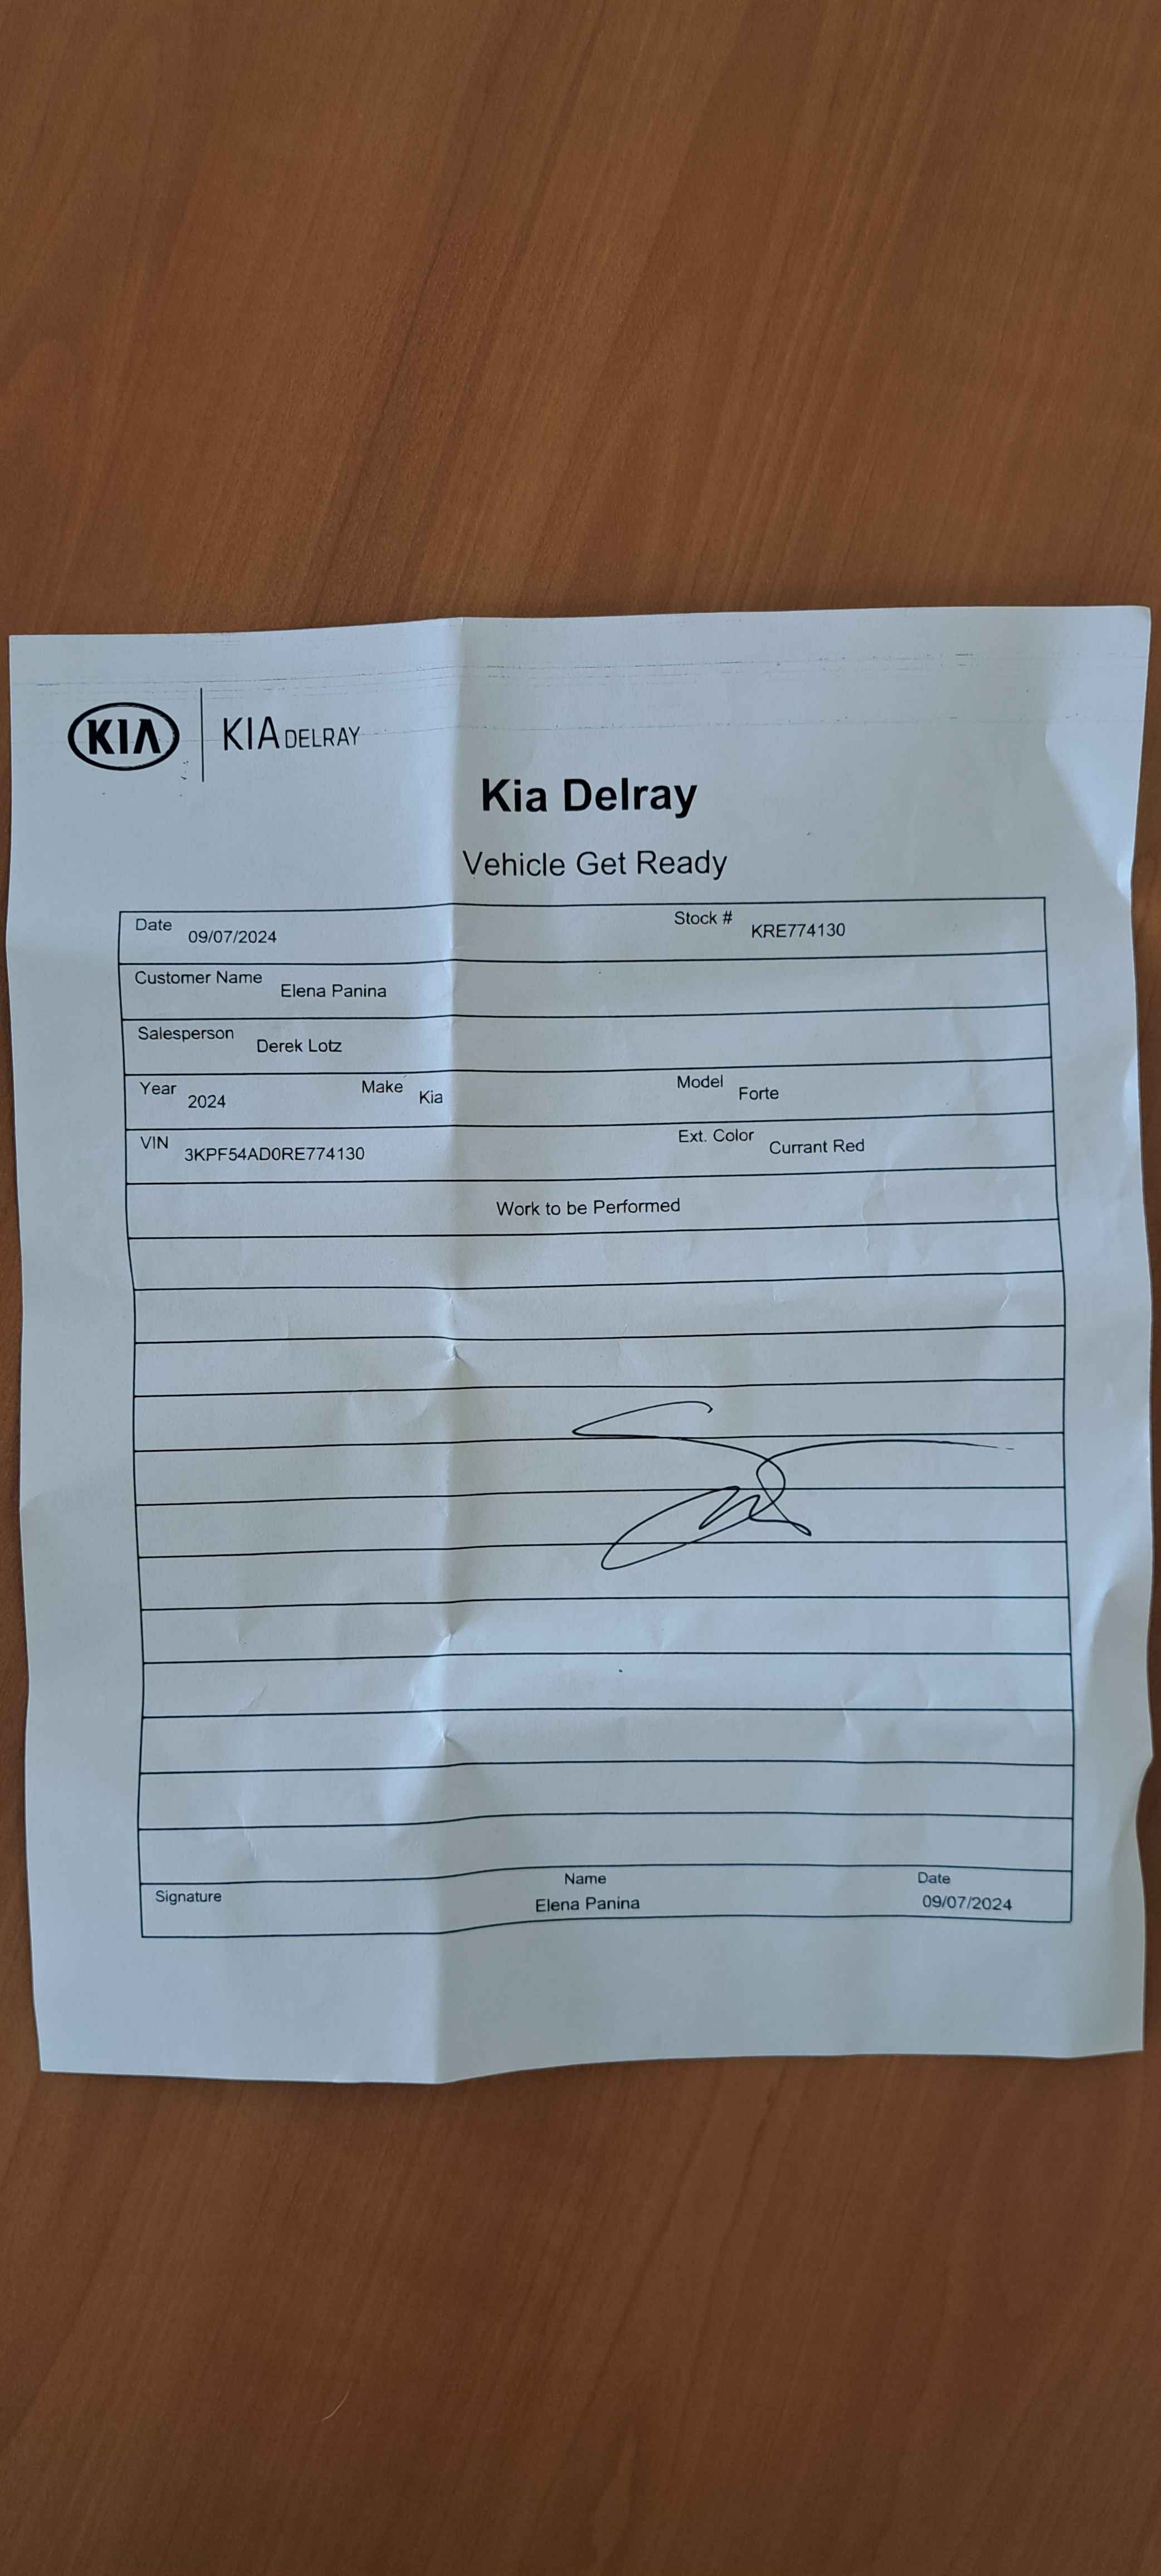 KIA KIA DELRAY
Kia Delray
Vehicle Get Ready
Date 09/07/2024 Stock # KRE774130
Customer Name Elena Panina
Salesperson Derek Lotz
Year 2024 Make Kia Model Forte
VIN 3KPF54AD0RE774130 Ext. Color Currant Red
Work to be Performed
Signature Name Date
Elena Panina 09/07/2024